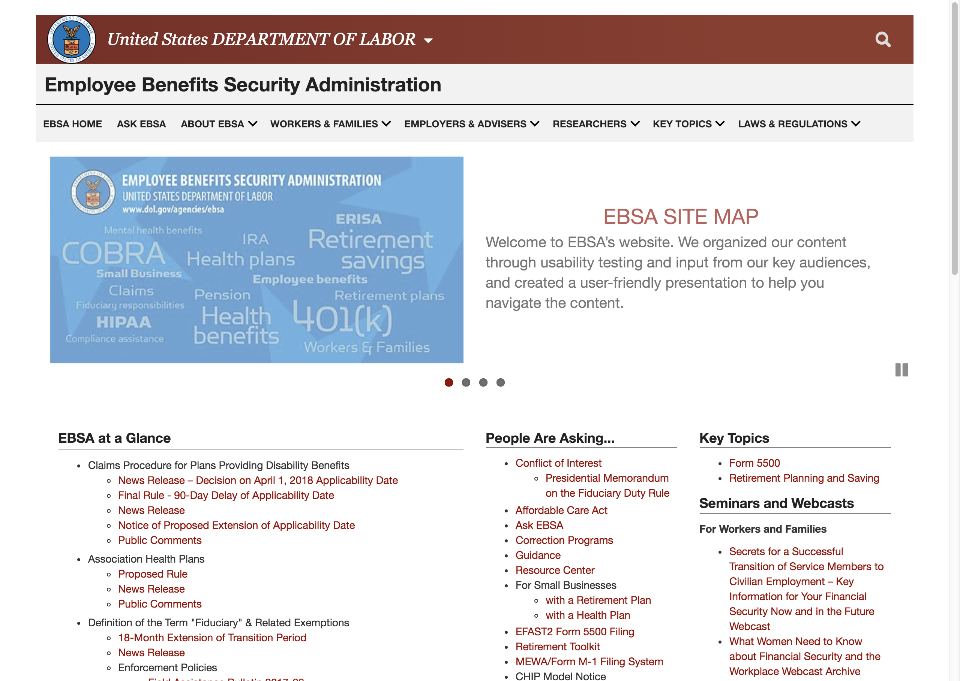 United States DEPARTMENT OF LABOR
Employee Benefits Security Administration
EBSA HOME ASK EBSA ABOUT EBSA WORKERS & FAMILIES EMPLOYERS & ADVISERS RESEARCHERS KEY TOPICS LAWS & REGULATIONS
EMPLOYEE BENEFITS SECURITY ADMINISTRATION
UNITED STATES DEPARTMENT OF LABOR
www.dol.gov/agencies/ebsa
ERISA
Mental health benefits
IRA
Retirement
COBRA
Health plans
savings
Small Business
Employee benefits
Claims
Pension
Retirement plans
Fiduciary responsibilities
HIPAA
Health
401(k)
Compliance assistance
benefits
Workers & Families
EBSA SITE MAP
Welcome to EBSA's website. We organized our content
through usability testing and input from our key audiences,
and created a user-friendly presentation to help you
navigate the content.
EBSA at a Glance
Claims Procedure for Plans Providing Disability Benefits
News Release – Decision on April 1, 2018 Applicability Date
Final Rule - 90-Day Delay of Applicability Date
News Release
Notice of Proposed Extension of Applicability Date
Public Comments
Association Health Plans
Proposed Rule
News Release
Public Comments
Definition of the Term "Fiduciary" & Related Exemptions
18-Month Extension of Transition Period
News Release
Enforcement Policies
People Are Asking...
Conflict of Interest
Presidential Memorandum
on the Fiduciary Duty Rule
Affordable Care Act
Ask EBSA
Correction Programs
Guidance
Resource Center
For Small Businesses
with a Retirement Plan
with a Health Plan
EFAST2 Form 5500 Filing
Retirement Toolkit
MEWA/Form M-1 Filing System
CHIP Model Notice
Key Topics
Form 5500
Retirement Planning and Saving
Seminars and Webcasts
For Workers and Families
Secrets for a Successful
Transition of Service Members to
Civilian Employment – Key
Information for Your Financial
Security Now and in the Future
Webcast
What Women Need to Know
about Financial Security and the
Workplace Webcast Archive